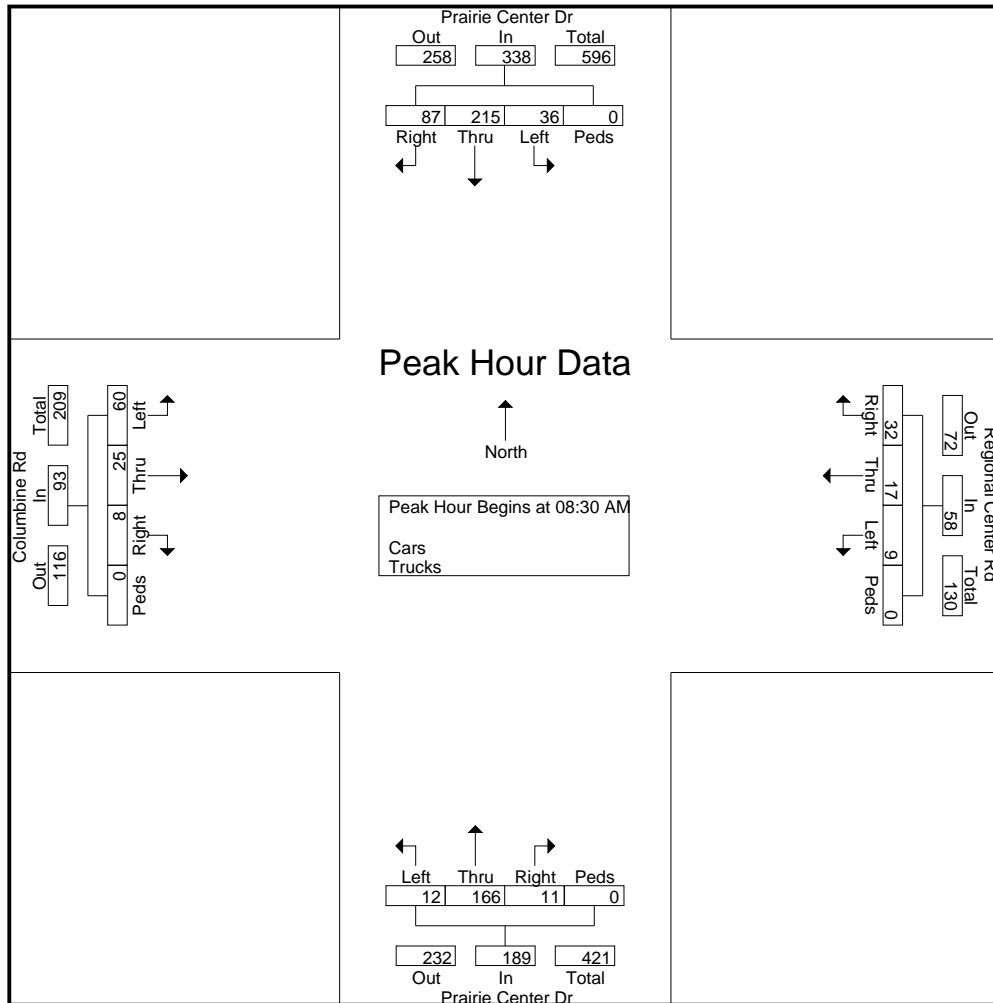 Prairie Center Dr
Out In Total
258 338 596
87 215 36 0
Right Thru Left Peds
Peak Hour Data
North
Peak Hour Begins at 08:30 AM
Cars
Trucks
Columbine Rd
Total In Out
209 93 116
60 25 8 0
Left Thru Right Peds
Regional Center Rd
Out In Total
72 58 130
32 17 9 0
Right Thru Left Peds
Left Thru Right Peds
12 166 11 0
232 189 421
Out In Total
Prairie Center Dr